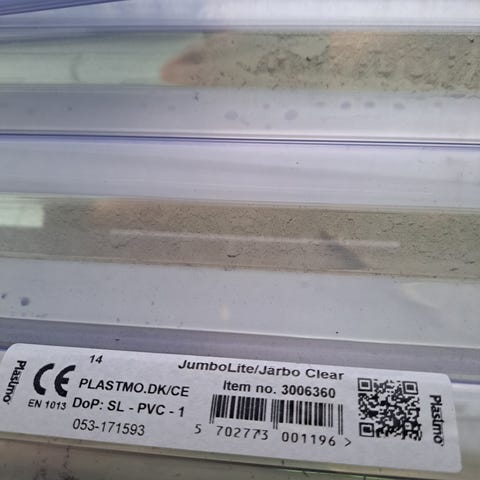 Plastmo
14
CE
EN 1013
JumboLite/Jarbo Clear
PLASTMO.DK/CE
DoP: SL - PVC - 1
053-171593
Item no. 3006360
5 702773 001196 >
Plastmo